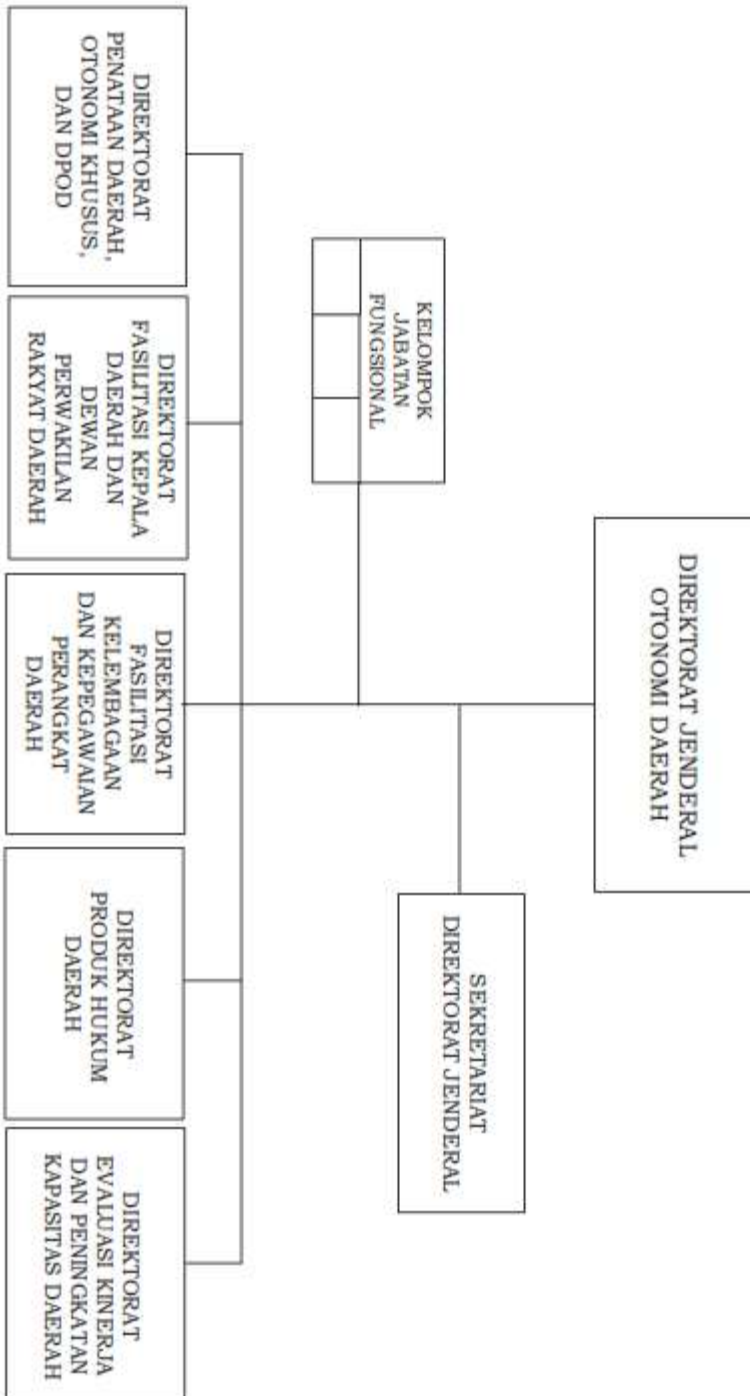 DIREKTORAT JENDERAL
OTONOMI DAERAH
SEKRETARIAT
DIREKTORAT JENDERAL
KELOMPOK
JABATAN
FUNGSIONAL
DIREKTORAT
PENATAAN DAERAH,
OTONOMI KHUSUS,
DAN DPOD
DIREKTORAT
FASILITASI KEPALA
DAERAH DAN
DEWAN
PERWAKILAN
RAKYAT DAERAH
DIREKTORAT
FASILITASI
KELEMBAGAAN
DAN KEPEGAWAIAN
PERANGKAT
DAERAH
DIREKTORAT
PRODUK HUKUM
DAERAH
DIREKTORAT
EVALUASI KINERJA
DAN PENINGKATAN
KAPASITAS DAERAH